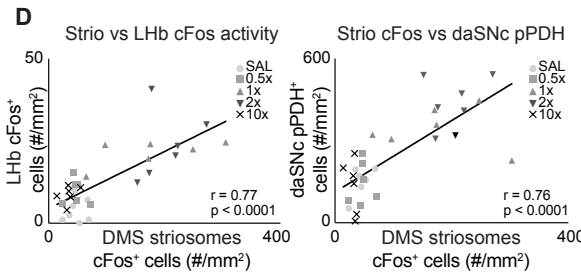 D
Strio vs LHb cFos activity
50
LHb cFos⁺
cells (#/mm²)
0
0
DMS striosomes
400
cFos⁺ cells (#/mm²)
SAL
0.5x
1x
2x
10x
r = 0.77
p < 0.0001
Strio cFos vs daSNc pPDH
600
daSNc pPDH⁺
cells (#/mm²)
0
0
DMS striosomes
400
cFos⁺ cells (#/mm²)
SAL
0.5x
1x
2x
10x
r = 0.76
p < 0.0001